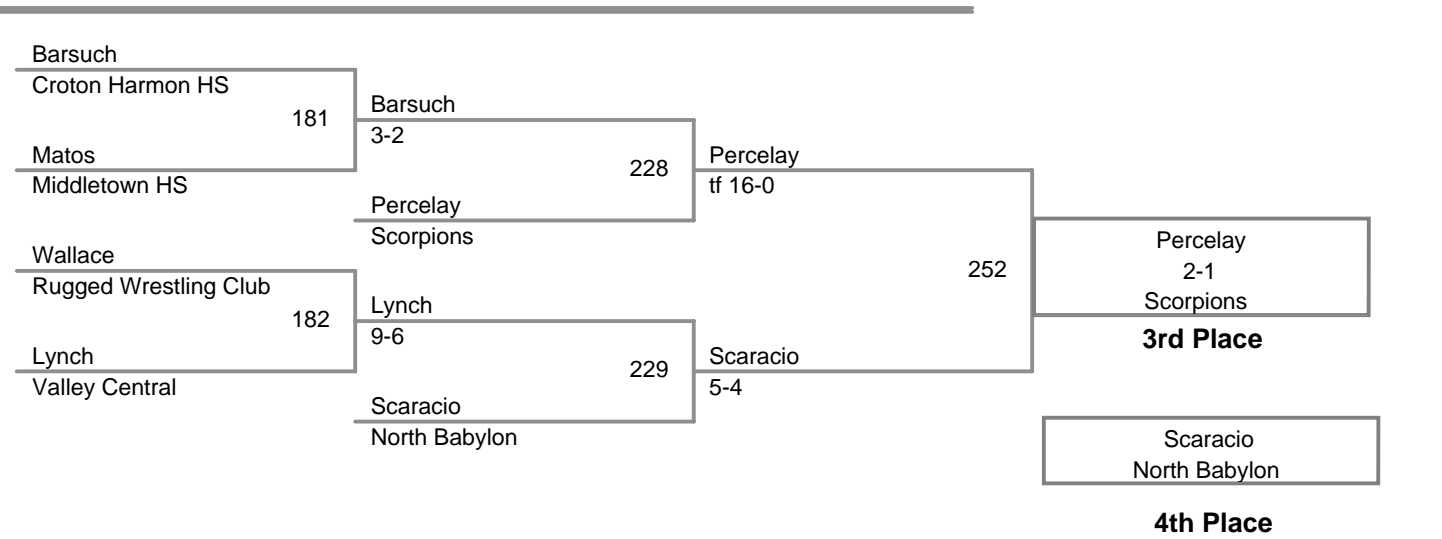 Barsuch
Croton Harmon HS
181
Matos
Middletown HS
Wallace
Rugged Wrestling Club
182
Lynch
Valley Central
Barsuch
3-2
228
Percelay
Scorpions
Lynch
9-6
229
Scaracio
North Babylon
Percelay
tf 16-0
252
Scaracio
5-4
Percelay
2-1
Scorpions
3rd Place
Scaracio
North Babylon
4th Place